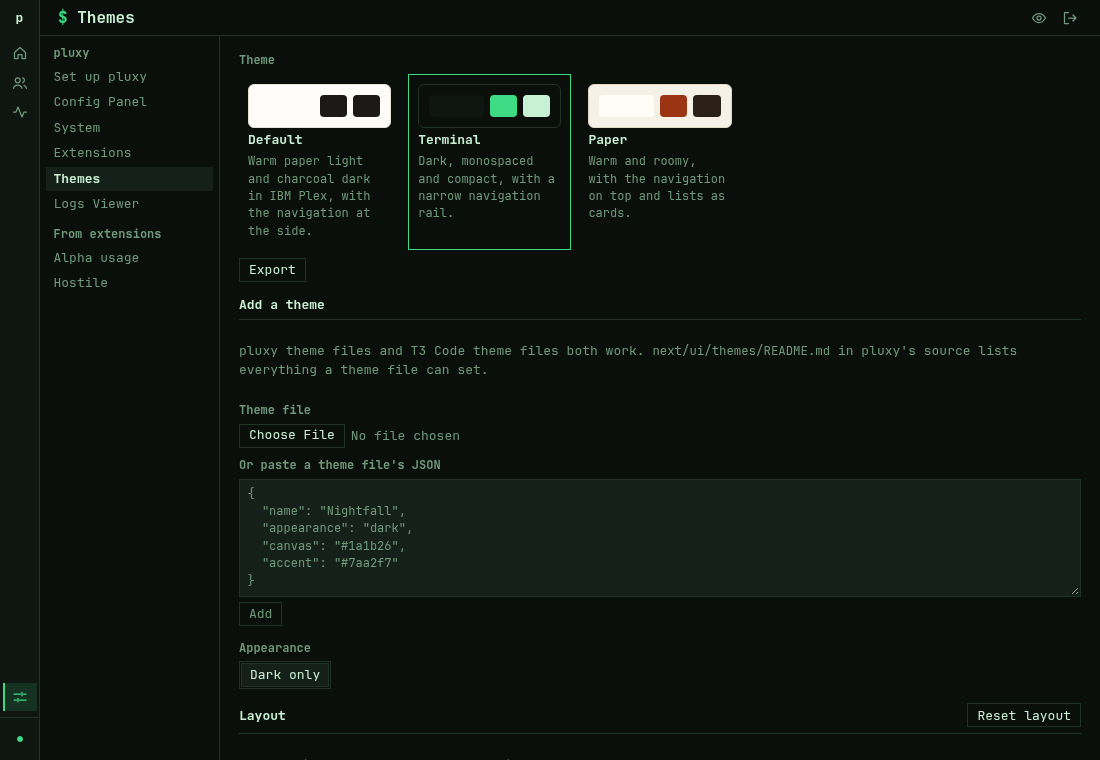 p
$ Themes
pluxy
Set up pluxy
Config Panel
System
Extensions
Themes
Logs Viewer
From extensions
Alpha usage
Hostile
Theme
Default
Warm paper light
and charcoal dark
in IBM Plex, with
the navigation at
the side.
Terminal
Dark, monospaced
and compact, with a
narrow navigation
rail.
Paper
Warm and roomy,
with the navigation
on top and lists as
cards.
Export
Add a theme
pluxy theme files and T3 Code theme files both work. next/ui/themes/README.md in pluxy's source lists
everything a theme file can set.
Theme file
Choose File No file chosen
Or paste a theme file's JSON
{
"name": "Nightfall",
"appearance": "dark",
"canvas": "#1a1b26",
"accent": "#7aa2f7"
}
Add
Appearance
Dark only
Layout
Reset layout